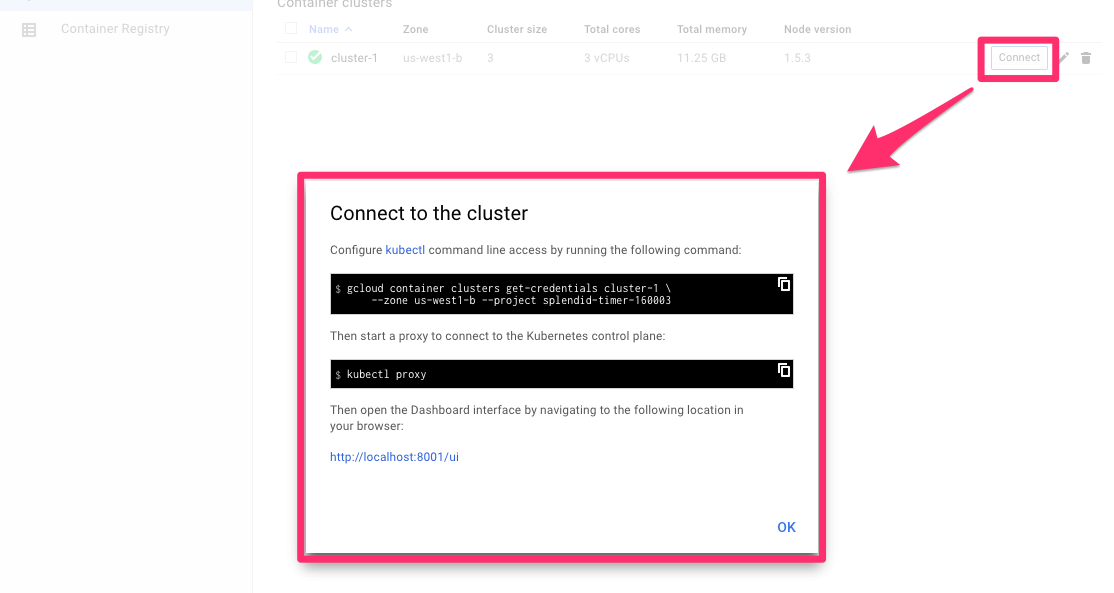 Container clusters
Container Registry
Name Zone Cluster size Total cores Total memory Node version
cluster-1 us-west1-b 3 3 vCPUs 11.25 GB 1.5.3 Connect
Connect to the cluster
Configure kubectl command line access by running the following command:
$ gcloud container clusters get-credentials cluster-1 \
--zone us-west1-b --project splendid-timer-160003
Then start a proxy to connect to the Kubernetes control plane:
$ kubectl proxy
Then open the Dashboard interface by navigating to the following location in
your browser:
http://localhost:8001/ui
OK